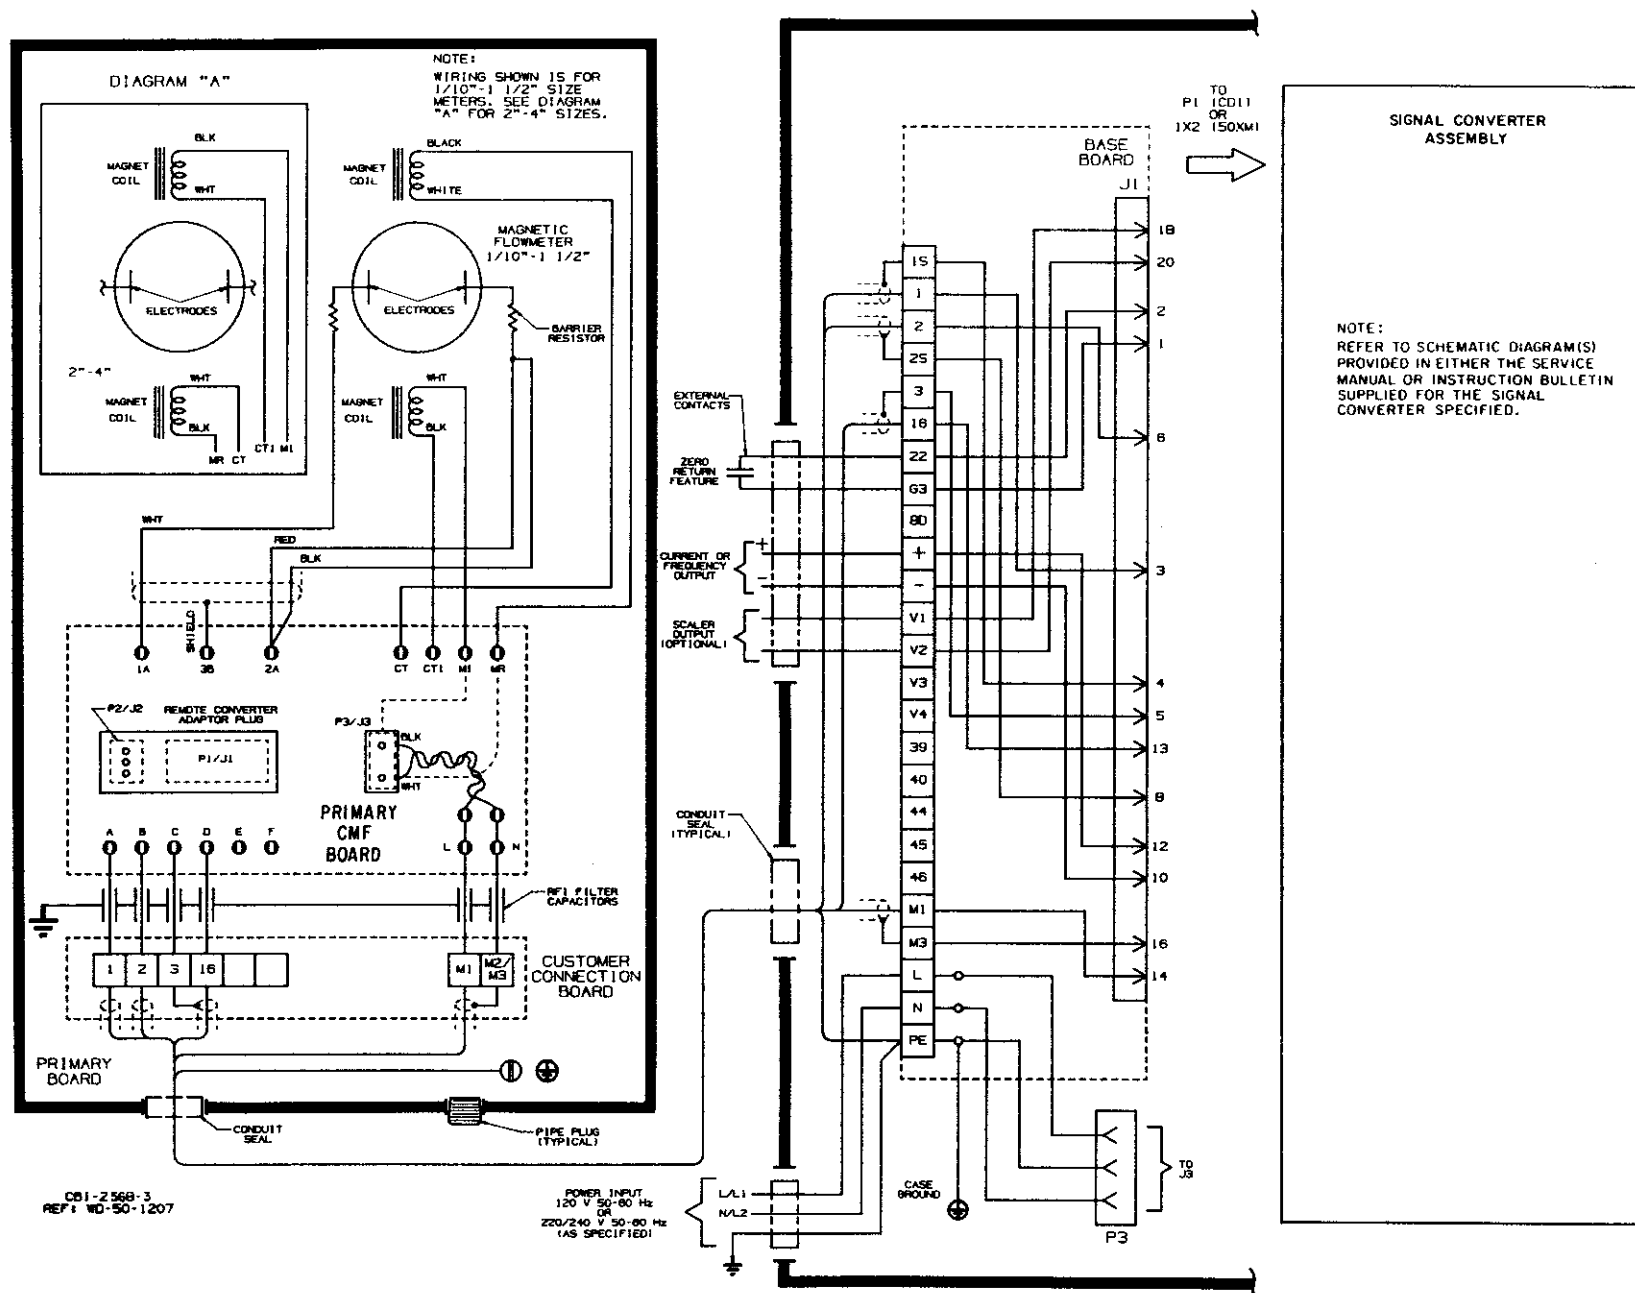 DIAGRAM "A"
NOTE:
WIRING SHOWN IS FOR
1/10"-1 1/2" SIZE
METERS. SEE DIAGRAM
"A" FOR 2"-4" SIZES.
BLK
MAGNET
COIL
WHT
ELECTRODES
2"-4"
WHT
MAGNET
COIL
BLK
MR CT
CT1 M1
BLACK
MAGNET
COIL
WHITE
MAGNETIC
FLOWMETER
1/10"-1 1/2"
ELECTRODES
BARRIER
RESISTOR
WHT
MAGNET
COIL
BLK
WHT
RED
BLK
SHIELD
1A
3B
2A
CT
CT1
M1
MR
P2/J2
REMOTE CONVERTER
ADAPTOR PLUG
P1/J1
P3/J3
BLK
WHT
PRIMARY
CMF
BOARD
A B C D E F
L N
RFI FILTER
CAPACITORS
1 2 3 16
M1
M2/
M3
CUSTOMER
CONNECTION
BOARD
PRIMARY
BOARD
CONDUIT
SEAL
PIPE PLUG
(TYPICAL)
CBI-2568-3
REF: WD-50-1207
TO
P1 (CD1)
OR
1X2 (50XM)
BASE
BOARD
J1
1S
1
2
2S
3
16
22
G3
8D
+
-
V1
V2
V3
V4
39
40
44
45
46
M1
M3
L
N
PE
18
20
2
1
6
3
4
5
13
8
12
10
16
14
EXTERNAL
CONTACTS
ZERO
RETURN
FEATURE
CURRENT OR
FREQUENCY
OUTPUT
+
-
SCALER
OUTPUT
(OPTIONAL)
CONDUIT
SEAL
(TYPICAL)
POWER INPUT
120 V 50-60 Hz
OR
220/240 V 50-60 Hz
(AS SPECIFIED)
L/L1
N/L2
CASE
GROUND
P3
TO
J3
SIGNAL CONVERTER
ASSEMBLY
NOTE:
REFER TO SCHEMATIC DIAGRAM(S)
PROVIDED IN EITHER THE SERVICE
MANUAL OR INSTRUCTION BULLETIN
SUPPLIED FOR THE SIGNAL
CONVERTER SPECIFIED.